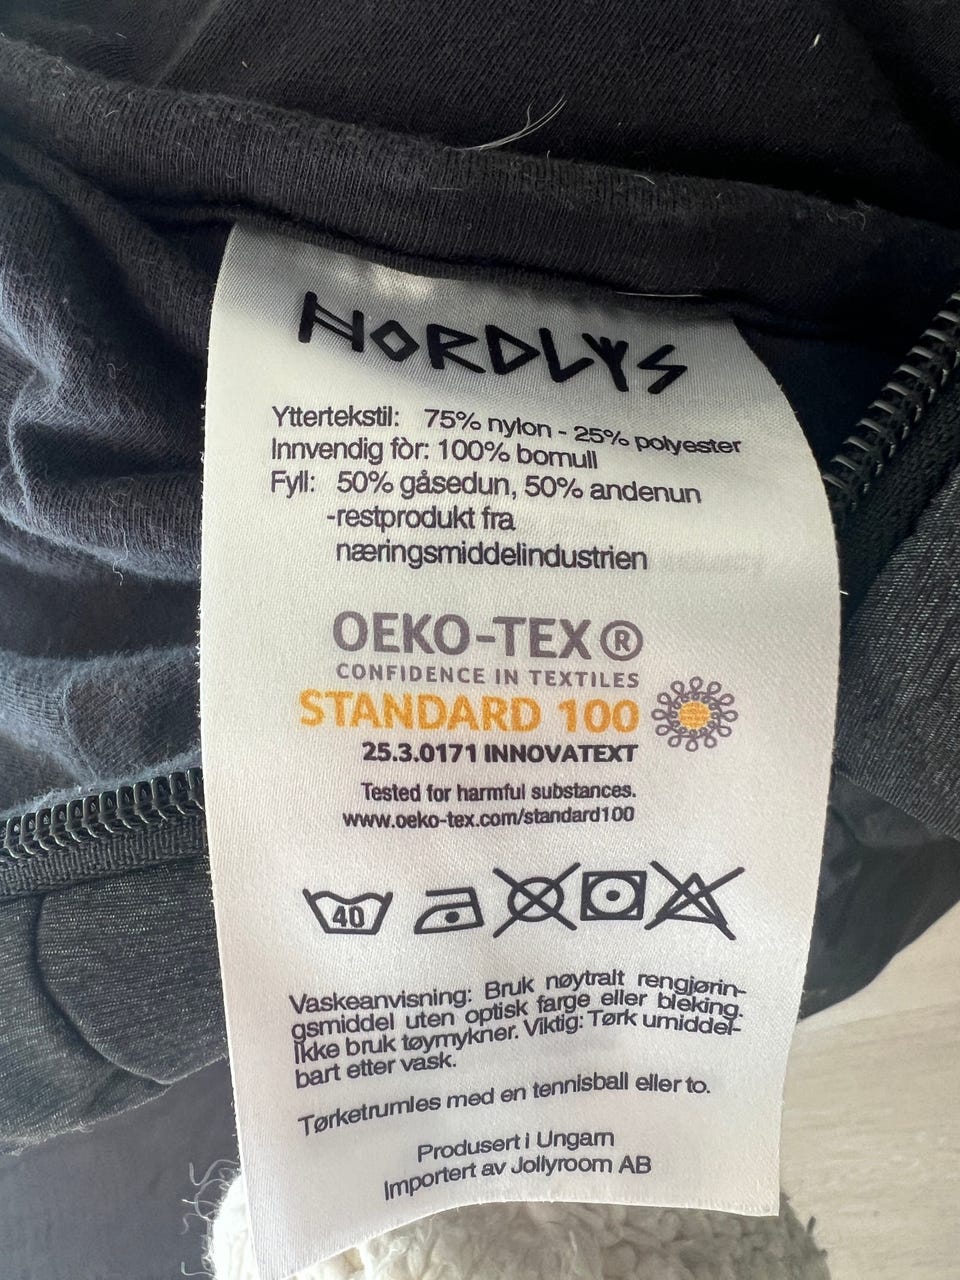 NORDLYS
Yttertekstil: 75% nylon - 25% polyester
Innvendig fòr: 100% bomull
Fyll: 50% gåsedun, 50% andenun
-restprodukt fra
næringsmiddelindustrien
OEKO-TEX®
CONFIDENCE IN TEXTILES
STANDARD 100
25.3.0171 INNOVATEXT
Tested for harmful substances.
www.oeko-tex.com/standard100
40
Vaskeanvisning: Bruk nøytralt rengjørin-
gsmiddel uten optisk farge eller bleking.
Ikke bruk tøymykner. Viktig: Tørk umiddel-
bart etter vask.
Tørketrumles med en tennisball eller to.
Produsert i Ungarn
Importert av Jollyroom AB